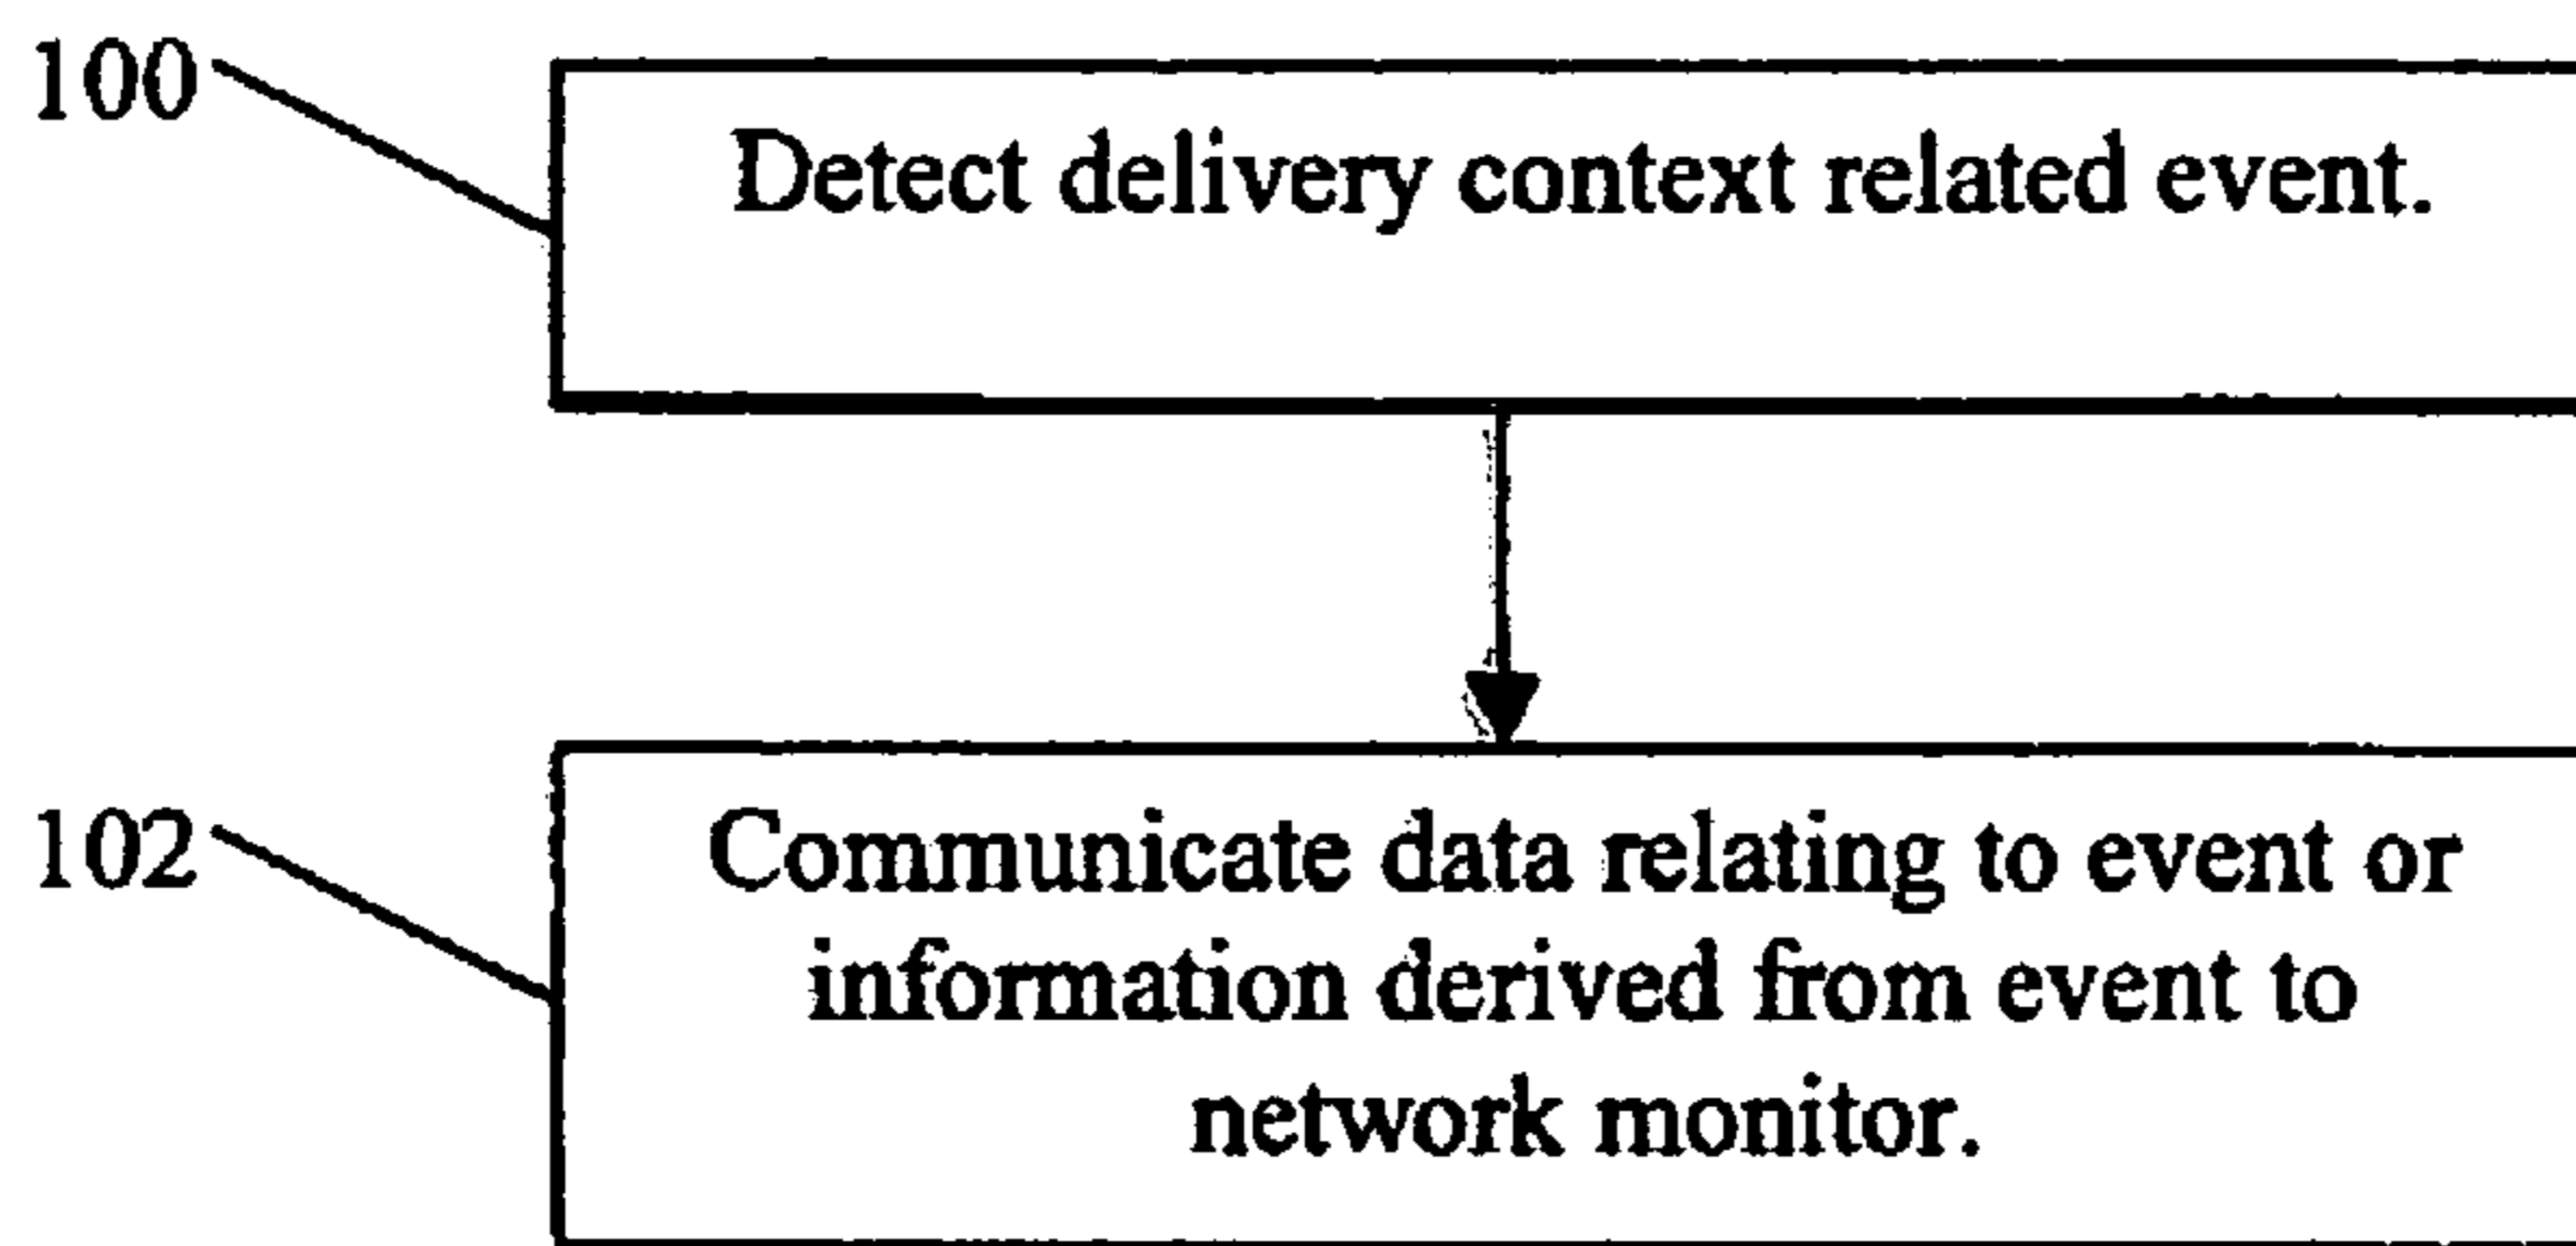 100
Detect delivery context related event.
102
Communicate data relating to event or
information derived from event to
network monitor.